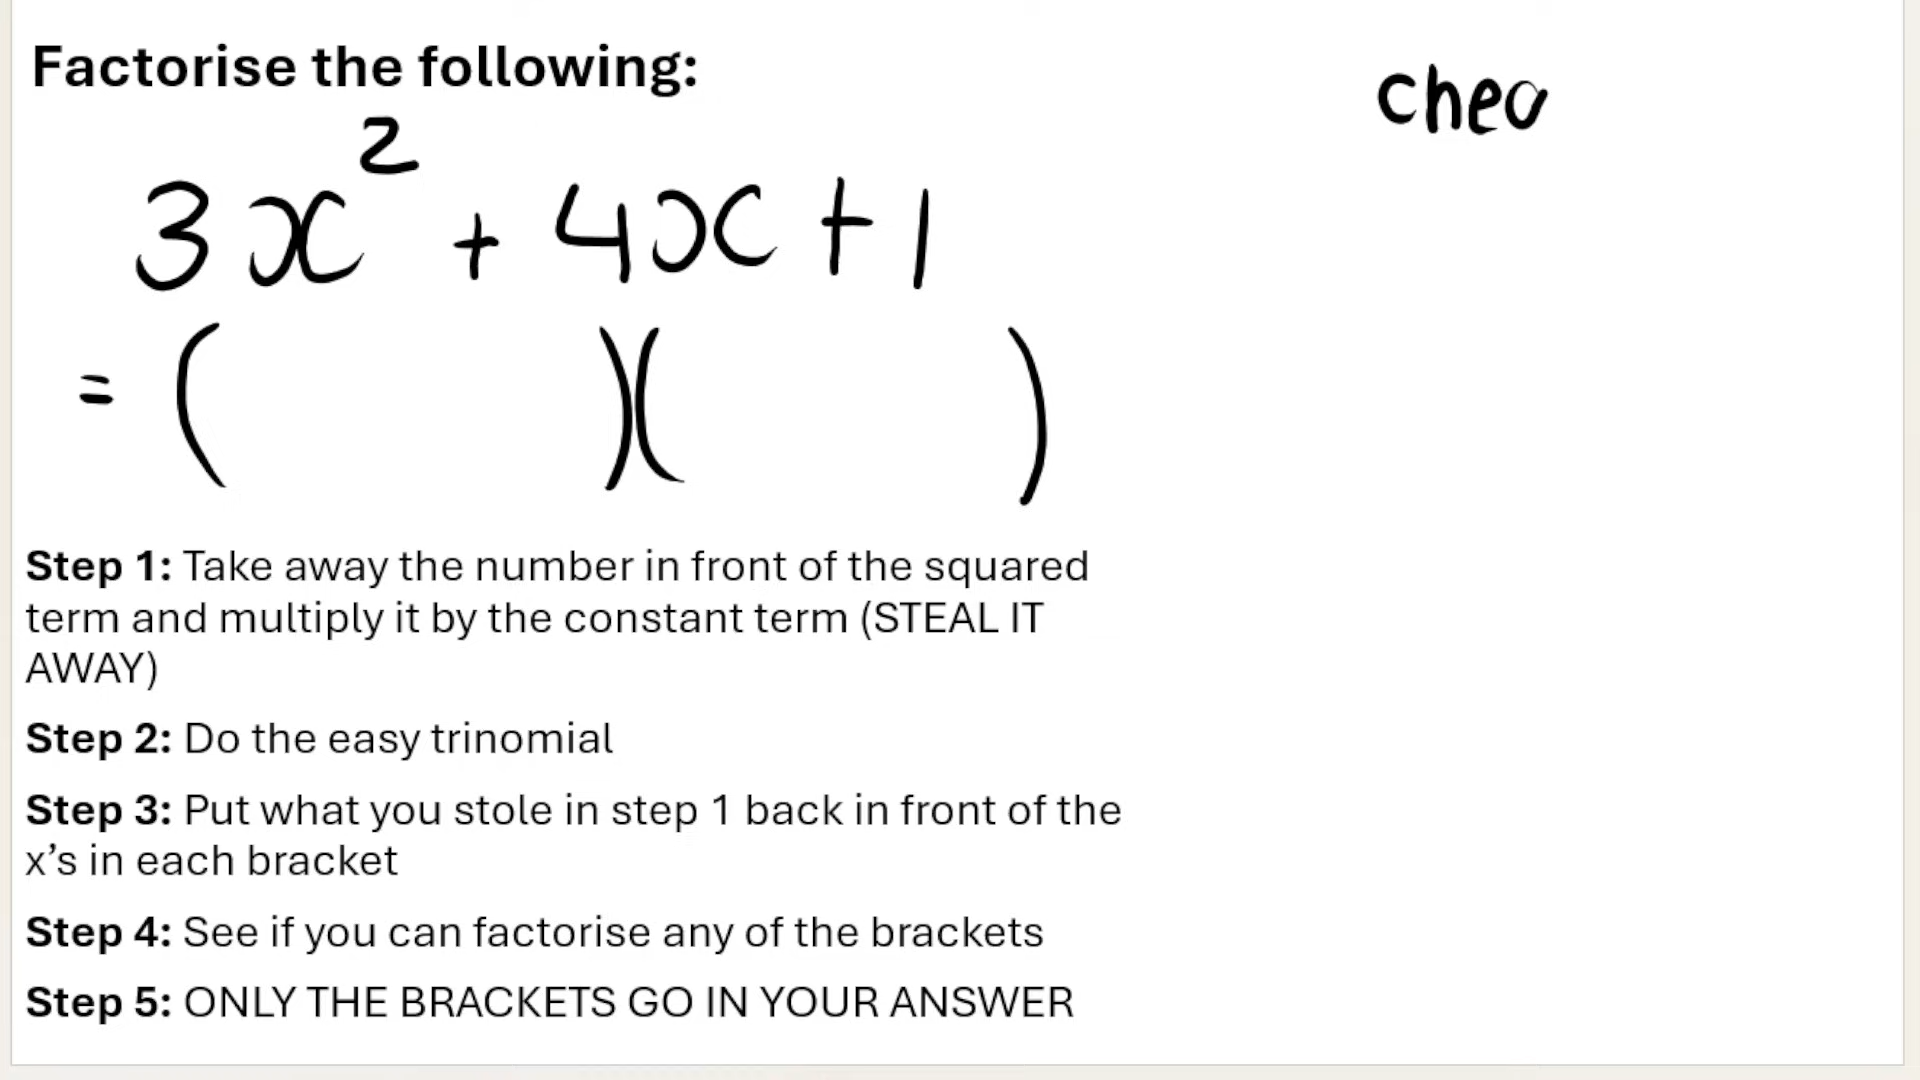 Factorise the following:
chea
3x² + 4x + 1
= (          )(          )
Step 1: Take away the number in front of the squared
term and multiply it by the constant term (STEAL IT
AWAY)
Step 2: Do the easy trinomial
Step 3: Put what you stole in step 1 back in front of the
x’s in each bracket
Step 4: See if you can factorise any of the brackets
Step 5: ONLY THE BRACKETS GO IN YOUR ANSWER